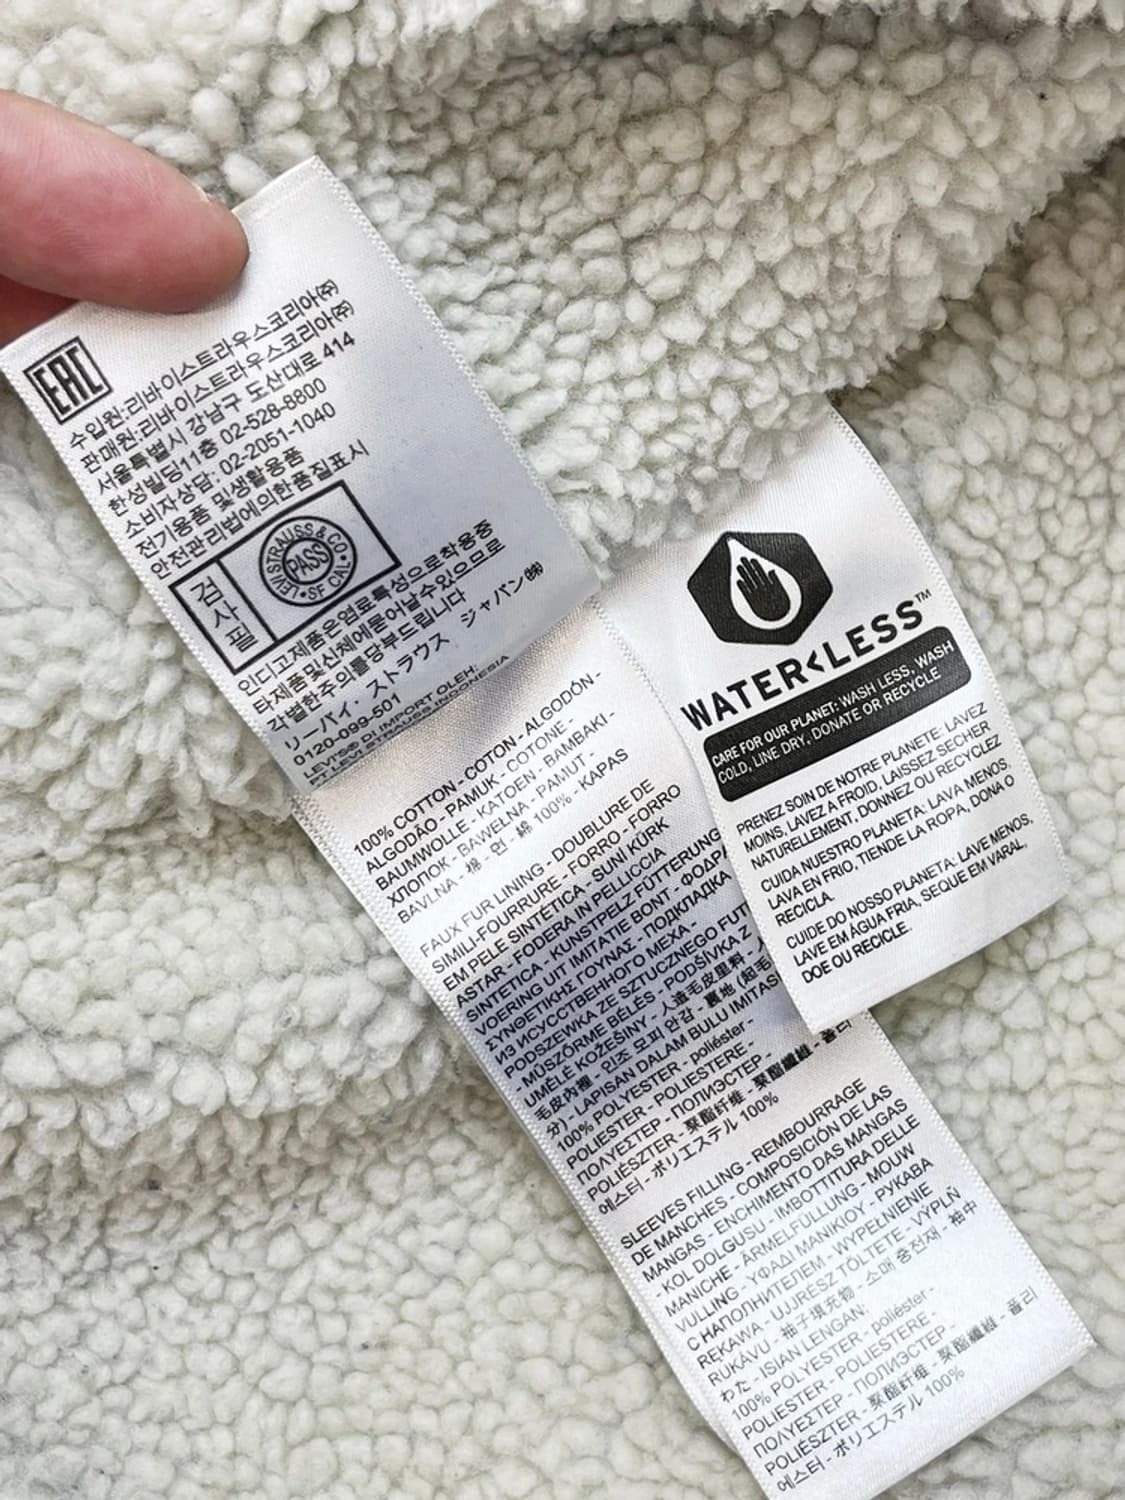 EAC
수입원:리바이스트라우스코리아㈜
판매원:리바이스트라우스코리아㈜
서울특별시 강남구 도산대로 414
한성빌딩11층 02-528-8800
소비자상담: 02-2051-1040
전기용품 및생활용품
안전관리법에의한품질표시
검사필
LEVI STRAUSS & CO
PASS
SF CAL
인디고제품은염료특성으로착용중
타제품및신체에묻어날수있으므로
각별한주의를당부드립니다
リーバイ・ストラウス ジャパン㈱
0120-099-501
LEVI'S® DI IMPORT OLEH:
PT LEVI STRAUSS INDONESIA
100% COTTON - COTON - ALGODÓN -
ALGODÃO - PAMUK - COTONE -
BAUMWOLLE - KATOEN - BAMBAKI -
ХЛОПОК - BAWEŁNA - PAMUT -
BAVLNA - 棉 - 면 - 綿 100% - KAPAS
FAUX FUR LINING - DOUBLURE DE
SIMILI-FOURRURE - FORRO - FORRO
EM PELE SINTÉTICA - SUNİ KÜRK
ASTAR - FODERA IN PELLICCIA
SINTETICA - KUNSTPELZ FÜTTERUNG
VOERING UIT IMITATIE BONT - ΦΟΔΡΑ
ΣΥΝΘΕΤΙΚΗΣ ΓΟΥΝΑΣ - ПОДКЛАДКА
ИЗ ИСКУССТВЕННОГО МЕХА -
PODSZEWKA ZE SZTUCZNEGO FUT
- MŰSZŐRME BÉLÉS - PODŠÍVKA Z
UMĚLÉ KOŽEŠINY - 人造毛皮里料 -
毛皮內裡 - 인조 모피 안감 - 裏地 (起毛
分) - LAPISAN DALAM BULU IMITASI
100% POLYESTER - poliéster -
POLIESTER - POLIESTERE -
ΠΟΛΥΕΣΤΕΡ - ПОЛИЭСТЕР -
POLIÉSZTER - 聚酯纤维 - 聚酯纖維 - 폴리
에스터 - ポリエステル 100%
SLEEVES FILLING - REMBOURRAGE
DE MANCHES - COMPOSICIÓN DE LAS
MANGAS - ENCHIMENTO DAS MANGAS
- KOL DOLGUSU - IMBOTTITURA DELLE
MANICHE - ÄRMELFÜLLUNG - MOUW
VULLING - ΥΦΑΔΙ ΜΑΝΙΚΙΟΥ - РУКАВА
С НАПОЛНИТЕЛЕМ - WYPEŁNIENIE
RĘKAWA - UJJRÉSZ TÖLTETE - VÝPLŇ
RUKÁVU - 袖子填充物 - 소매 충전재 - 袖中
わた - ISIAN LENGAN:
100% POLYESTER - poliéster -
POLIESTER - POLIESTERE -
ΠΟΛΥΕΣΤΕΡ - ПОЛИЭСТЕР -
POLIÉSZTER - 聚酯纤维 - 聚酯纖維 - 폴리
에스터 - ポリエステル 100%
WATER<LESS™
CARE FOR OUR PLANET: WASH LESS, WASH
COLD, LINE DRY, DONATE OR RECYCLE
PRENEZ SOIN DE NOTRE PLANETE: LAVEZ
MOINS, LAVEZ A FROID, LAISSEZ SECHER
NATURELLEMENT, DONNEZ OU RECYCLEZ
CUIDA NUESTRO PLANETA: LAVA MENOS,
LAVA EN FRIO, TIENDE LA ROPA, DONA O
RECICLA.
CUIDE DO NOSSO PLANETA: LAVE MENOS,
LAVE EM ÁGUA FRIA, SEQUE EM VARAL,
DOE OU RECICLE.